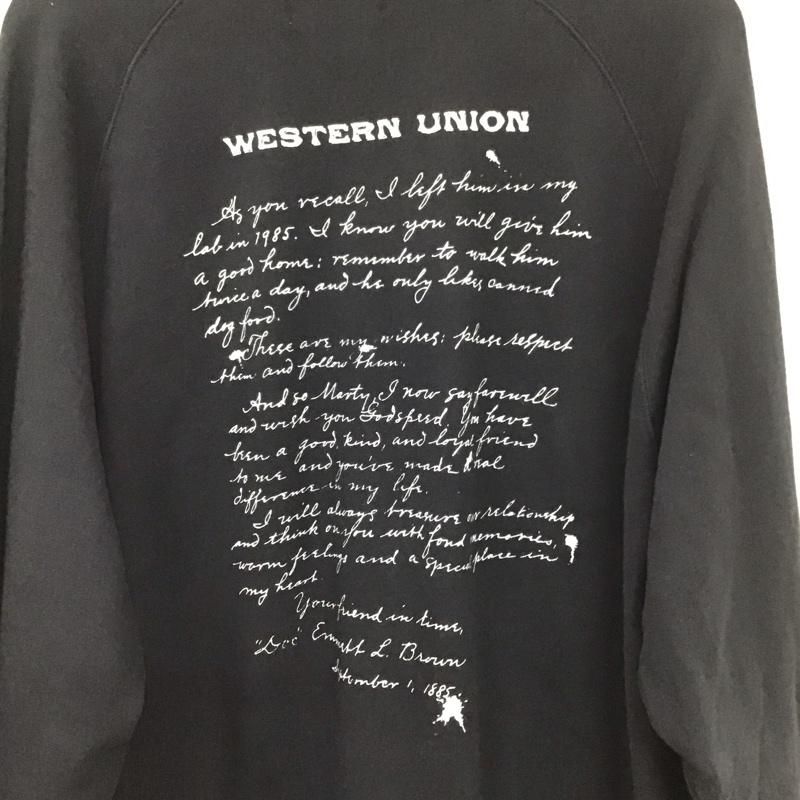 WESTERN UNION
As you recall, I left him in my
lab in 1985. I know you will give him
a good home: remember to walk him
twice a day, and he only likes canned
dog food.
These are my wishes: please respect
them and follow them.
And so Marty, I now say farewell
and wish you Godspeed. You have
been a good, kind, and loyal friend
to me and you've made a real
difference in my life.
I will always treasure our relationship
and think on you with fond memories,
warm feelings and a special place in
my heart.
Your friend in time,
"Doc" Emmett L. Brown
September 1, 1885